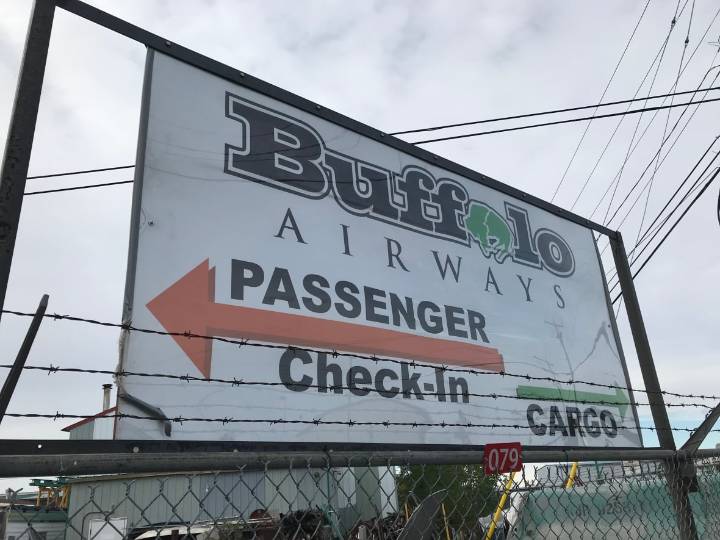 Buffalo
AIRWAYS
PASSENGER
Check-In
CARGO
079